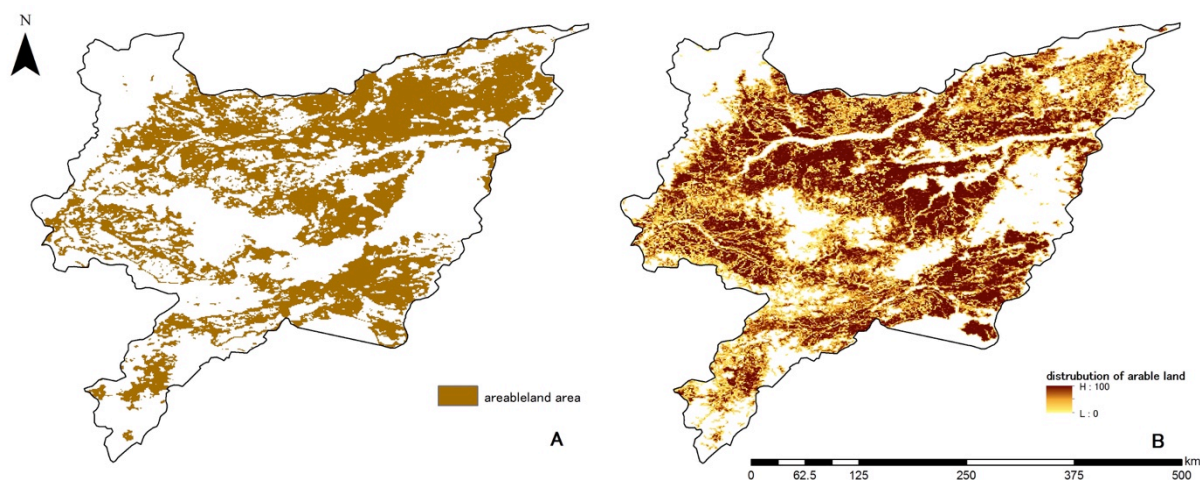 N
areableland area
A
distrubution of arable land
H : 100
L : 0
B
km
0 62.5 125 250 375 500